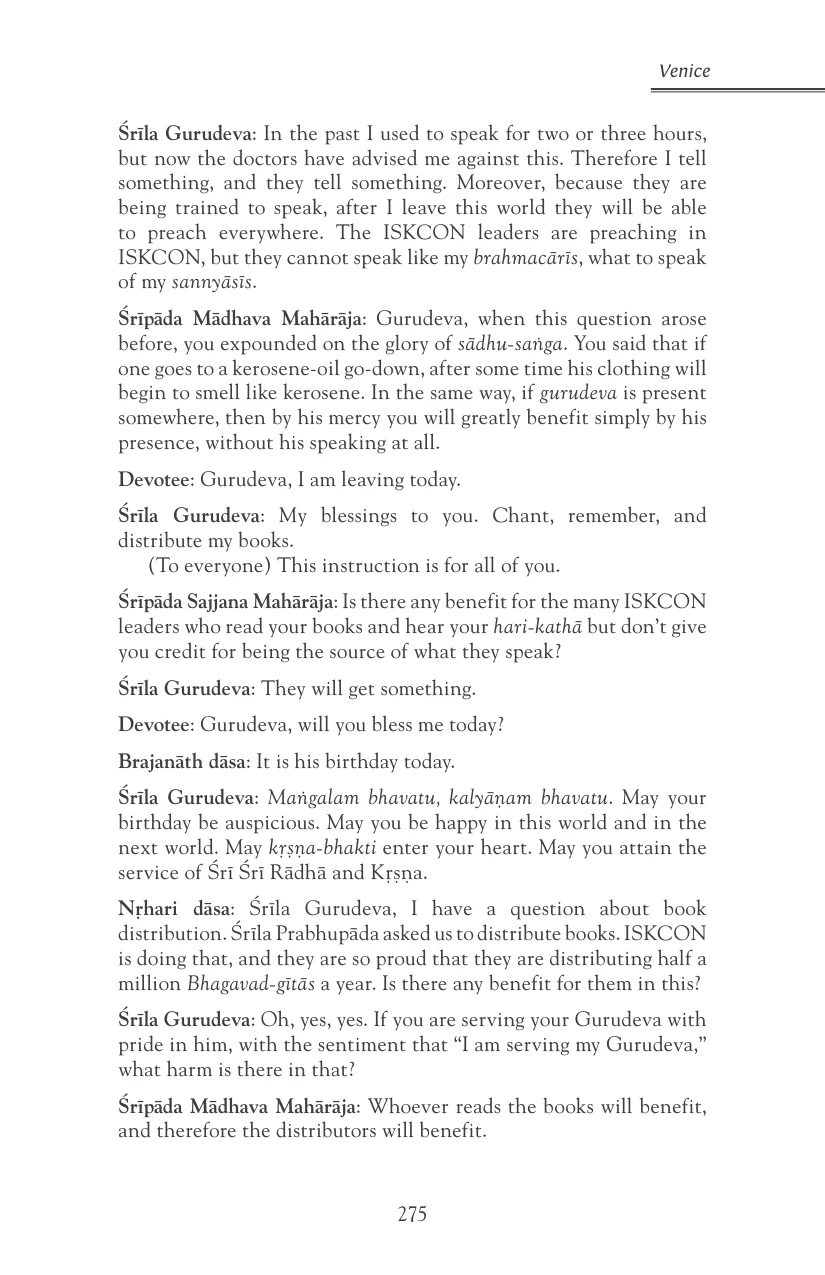 Venice
Śrīla Gurudeva: In the past I used to speak for two or three hours,
but now the doctors have advised me against this. Therefore I tell
something, and they tell something. Moreover, because they are
being trained to speak, after I leave this world they will be able
to preach everywhere. The ISKCON leaders are preaching in
ISKCON, but they cannot speak like my brahmacārīs, what to speak
of my sannyāsīs.
Śrīpāda Mādhava Mahārāja: Gurudeva, when this question arose
before, you expounded on the glory of sādhu-saṅga. You said that if
one goes to a kerosene-oil go-down, after some time his clothing will
begin to smell like kerosene. In the same way, if gurudeva is present
somewhere, then by his mercy you will greatly benefit simply by his
presence, without his speaking at all.
Devotee: Gurudeva, I am leaving today.
Śrīla Gurudeva: My blessings to you. Chant, remember, and
distribute my books.
(To everyone) This instruction is for all of you.
Śrīpāda Sajjana Mahārāja: Is there any benefit for the many ISKCON
leaders who read your books and hear your hari-kathā but don’t give
you credit for being the source of what they speak?
Śrīla Gurudeva: They will get something.
Devotee: Gurudeva, will you bless me today?
Brajanāth dāsa: It is his birthday today.
Śrīla Gurudeva: Maṅgalam bhavatu, kalyāṇam bhavatu. May your
birthday be auspicious. May you be happy in this world and in the
next world. May kṛṣṇa-bhakti enter your heart. May you attain the
service of Śrī Śrī Rādhā and Kṛṣṇa.
Nṛhari dāsa: Śrīla Gurudeva, I have a question about book
distribution. Śrīla Prabhupāda asked us to distribute books. ISKCON
is doing that, and they are so proud that they are distributing half a
million Bhagavad-gītās a year. Is there any benefit for them in this?
Śrīla Gurudeva: Oh, yes, yes. If you are serving your Gurudeva with
pride in him, with the sentiment that “I am serving my Gurudeva,”
what harm is there in that?
Śrīpāda Mādhava Mahārāja: Whoever reads the books will benefit,
and therefore the distributors will benefit.
275